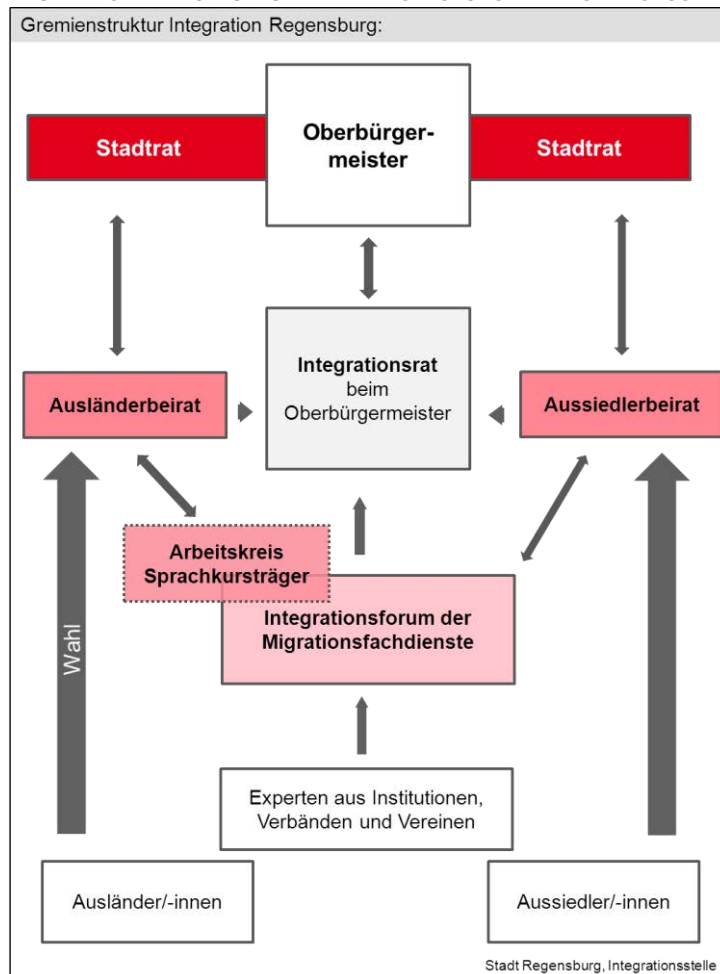 Gremienstruktur Integration Regensburg:
Stadtrat
Oberbürger-
meister
Stadtrat
Integrationsrat
beim
Oberbürgermeister
Ausländerbeirat
Aussiedlerbeirat
Arbeitskreis
Sprachkursträger
Integrationsforum der
Migrationsfachdienste
Wahl
Experten aus Institutionen,
Verbänden und Vereinen
Ausländer/-innen
Aussiedler/-innen
Stadt Regensburg, Integrationsstelle